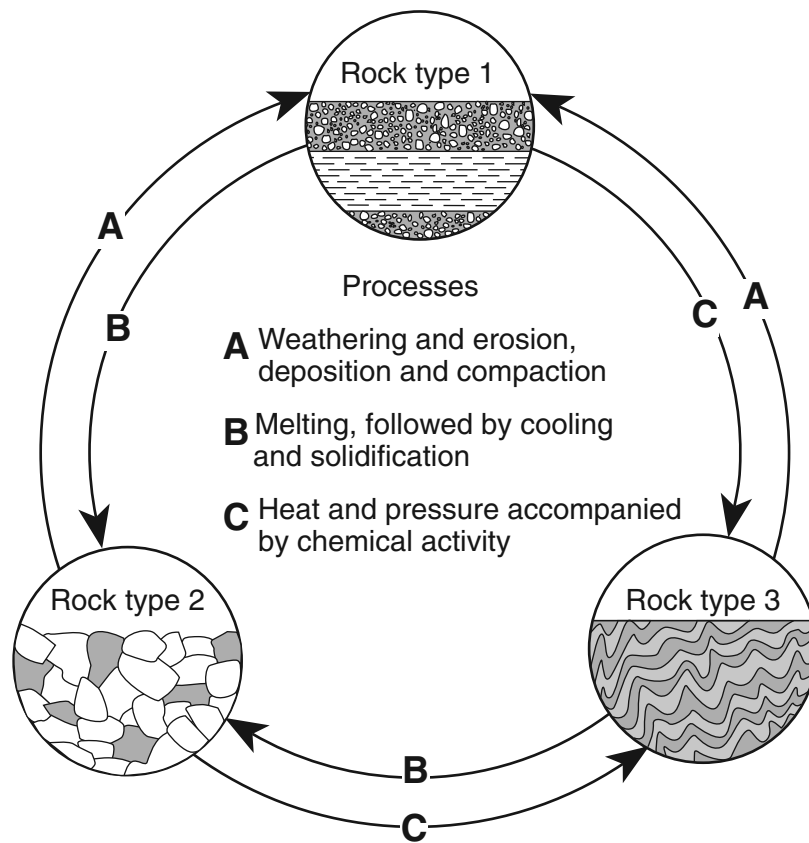 Rock type 1
A
B
C
A
Processes
A Weathering and erosion,
deposition and compaction
B Melting, followed by cooling
and solidification
C Heat and pressure accompanied
by chemical activity
Rock type 2
Rock type 3
B
C